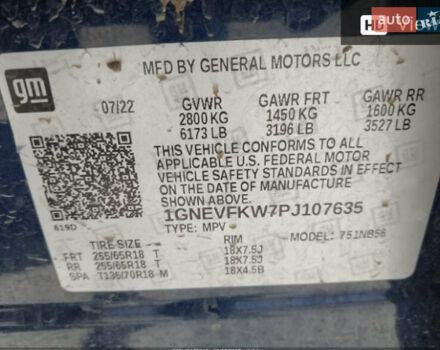 auto
HD View
gm
MFD BY GENERAL MOTORS LLC
07/22 GVWR GAWR FRT GAWR RR
2800 KG 1450 KG 1600 KG
6173 LB 3196 LB 3527 LB
THIS VEHICLE CONFORMS TO ALL
APPLICABLE U.S. FEDERAL MOTOR
VEHICLE SAFETY STANDARDS IN EFFECT
ON THE DATE OF MANUFACTURE
SHOWN ABOVE.
1GNEVFKW7PJ107635
619D TYPE: MPV MODEL: 751NB56
TIRE SIZE RIM
FRT 255/65R18 T 18X7.5J
RR 255/65R18 T 18X7.5J
SPA T135/70R18 M 18X4.5B